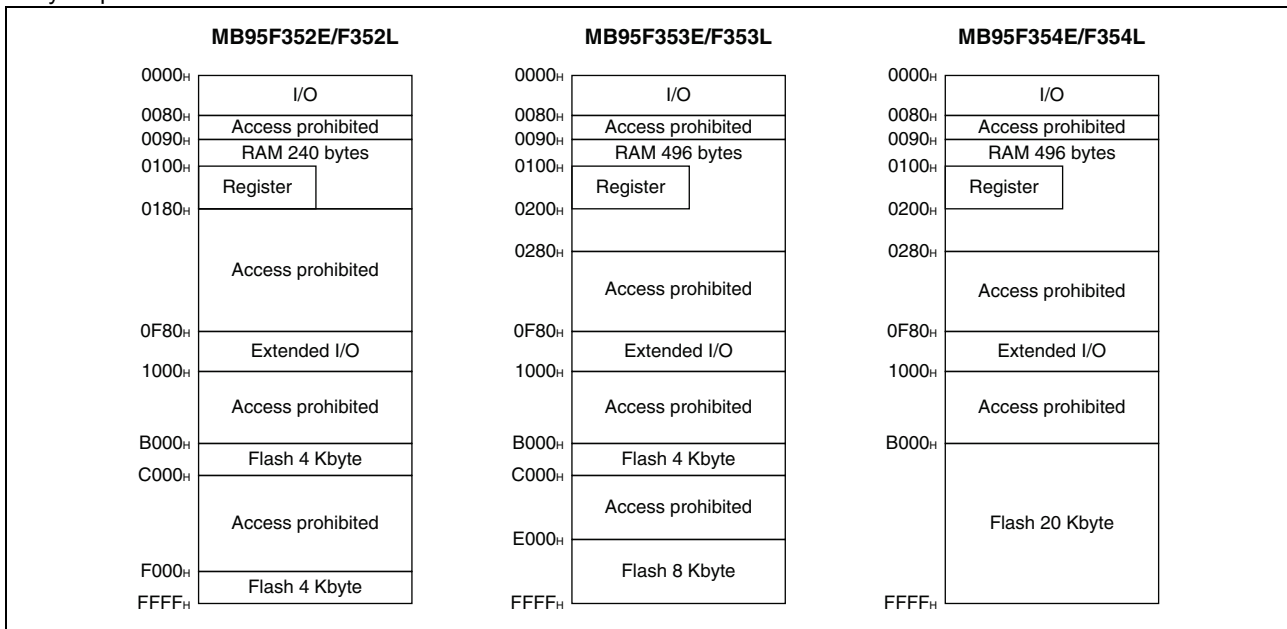 MB95F352E/F352L
0000H
I/O
0080H
Access prohibited
0090H
RAM 240 bytes
0100H
Register
0180H
Access prohibited
0F80H
Extended I/O
1000H
Access prohibited
B000H
Flash 4 Kbyte
C000H
Access prohibited
F000H
Flash 4 Kbyte
FFFFH
MB95F353E/F353L
0000H
I/O
0080H
Access prohibited
0090H
RAM 496 bytes
0100H
Register
0200H
0280H
Access prohibited
0F80H
Extended I/O
1000H
Access prohibited
B000H
Flash 4 Kbyte
C000H
Access prohibited
E000H
Flash 8 Kbyte
FFFFH
MB95F354E/F354L
0000H
I/O
0080H
Access prohibited
0090H
RAM 496 bytes
0100H
Register
0200H
0280H
Access prohibited
0F80H
Extended I/O
1000H
Access prohibited
B000H
Flash 20 Kbyte
FFFFH